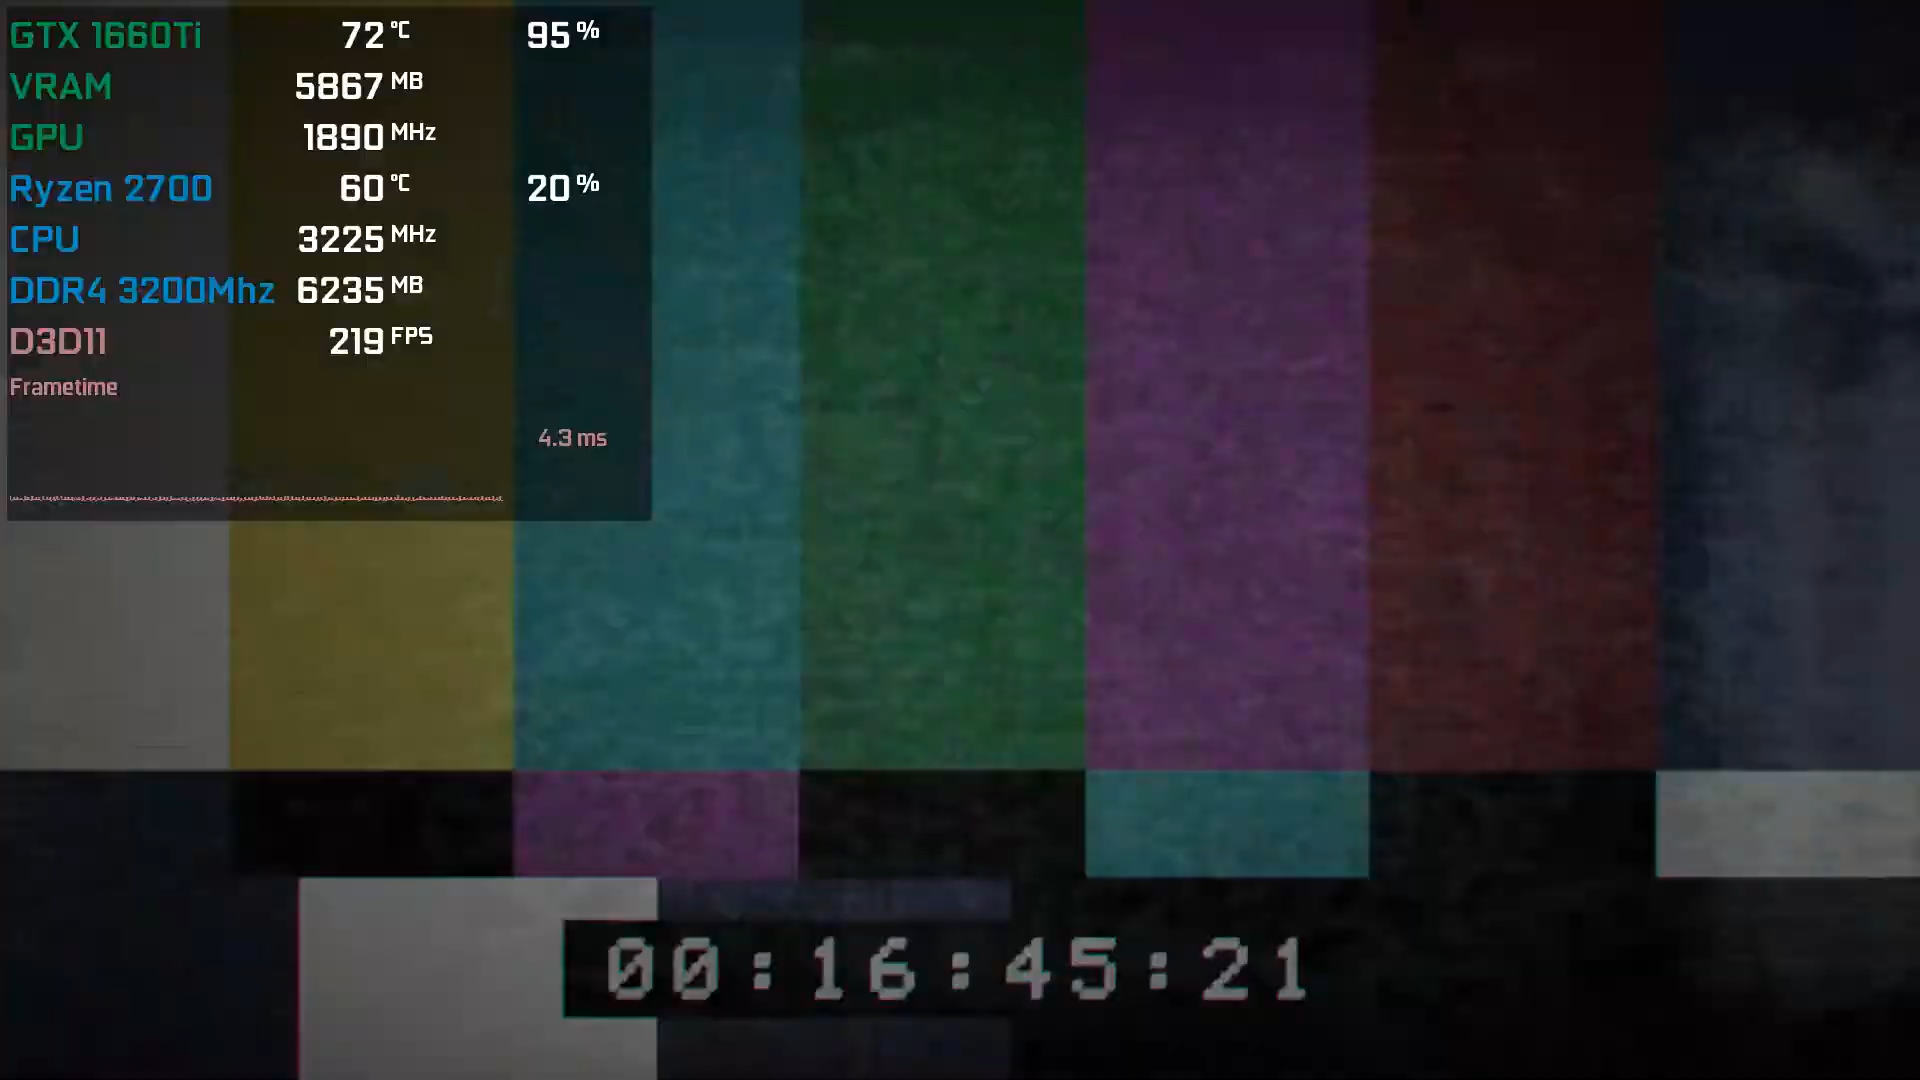 GTX 1660Ti 72 °C 95 %
VRAM 5867 MB
GPU 1890 MHz
Ryzen 2700 60 °C 20 %
CPU 3225 MHz
DDR4 3200Mhz 6235 MB
D3D11 219 FPS
Frametime
4.3 ms
00:16:45:21